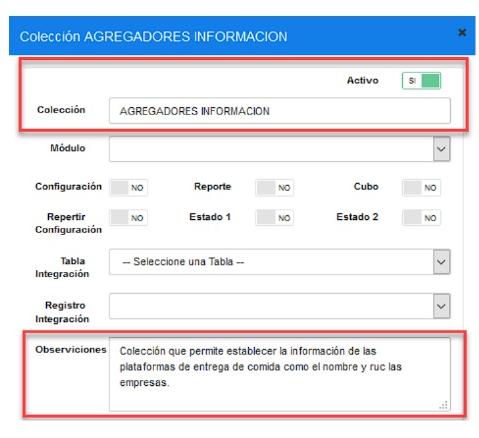 Colección AGREGADORES INFORMACION ×
Activo SI
Colección AGREGADORES INFORMACION
Módulo
Configuración NO Reporte NO Cubo NO
Repertir Configuración NO Estado 1 NO Estado 2 NO
Tabla Integración -- Seleccione una Tabla --
Registro Integración
Observiciones Colección que permite establecer la información de las
plataformas de entrega de comida como el nombre y ruc las
empresas.